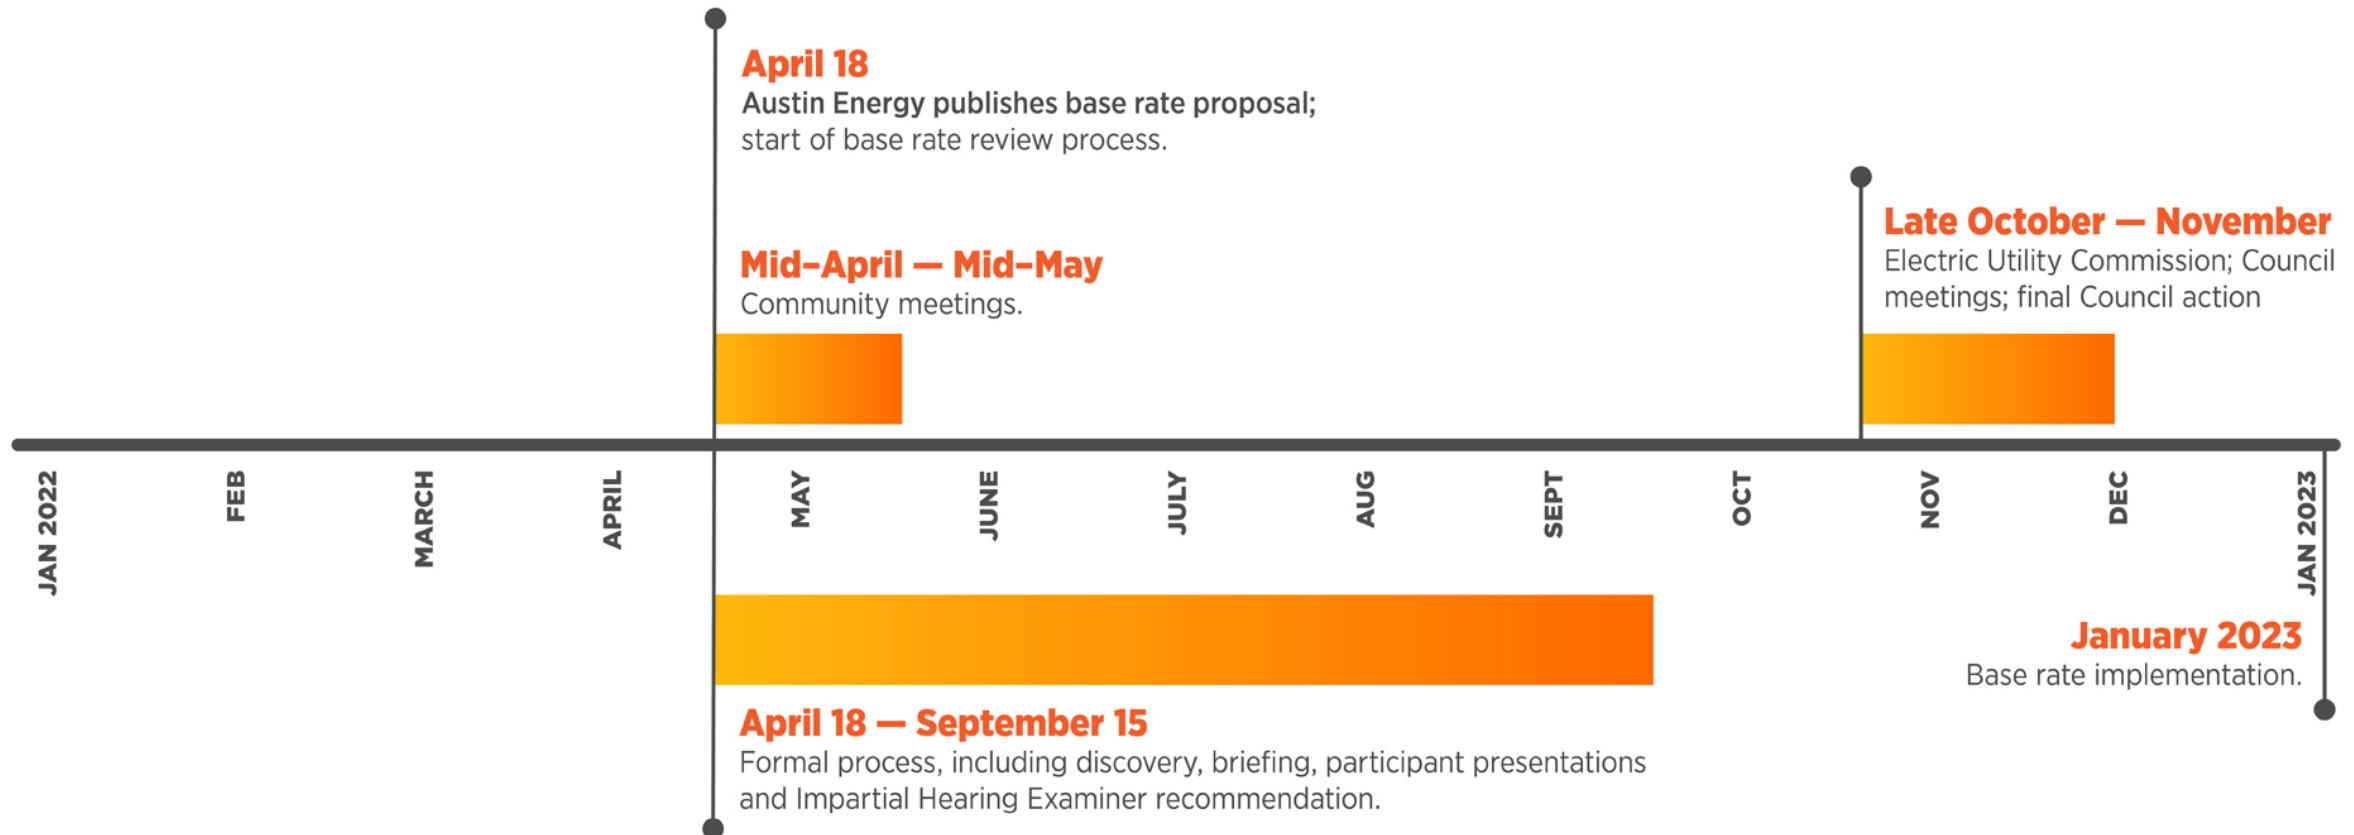 April 18
Austin Energy publishes base rate proposal;
start of base rate review process.
Mid–April — Mid–May
Community meetings.
Late October — November
Electric Utility Commission; Council
meetings; final Council action
JAN 2022
FEB
MARCH
APRIL
MAY
JUNE
JULY
AUG
SEPT
OCT
NOV
DEC
JAN 2023
January 2023
Base rate implementation.
April 18 — September 15
Formal process, including discovery, briefing, participant presentations
and Impartial Hearing Examiner recommendation.